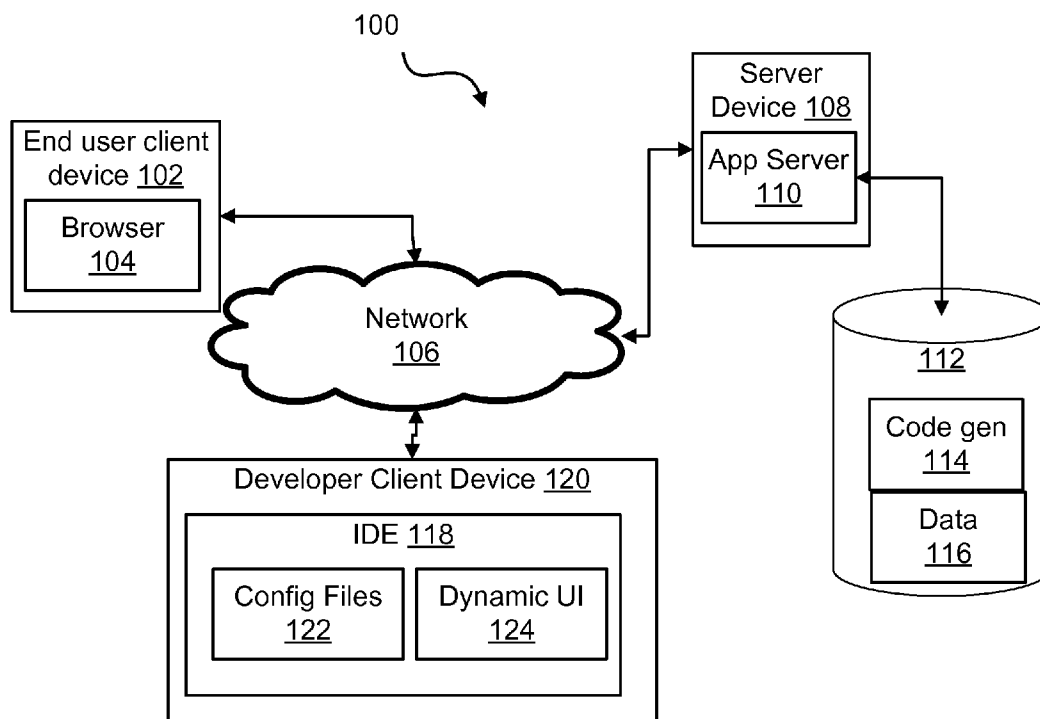 100
End user client
device 102
Browser
104
Server
Device 108
App Server
110
Network
106
112
Code gen
114
Data
116
Developer Client Device 120
IDE 118
Config Files
122
Dynamic UI
124